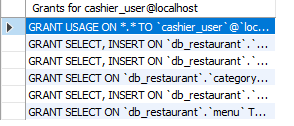 Grants for cashier_user@localhost
GRANT USAGE ON *.* TO `cashier_user`@`loc...
GRANT SELECT, INSERT ON `db_restaurant`.`...
GRANT SELECT, INSERT ON `db_restaurant`.`...
GRANT SELECT ON `db_restaurant`.`category...
GRANT SELECT ON `db_restaurant`.`menu` T...